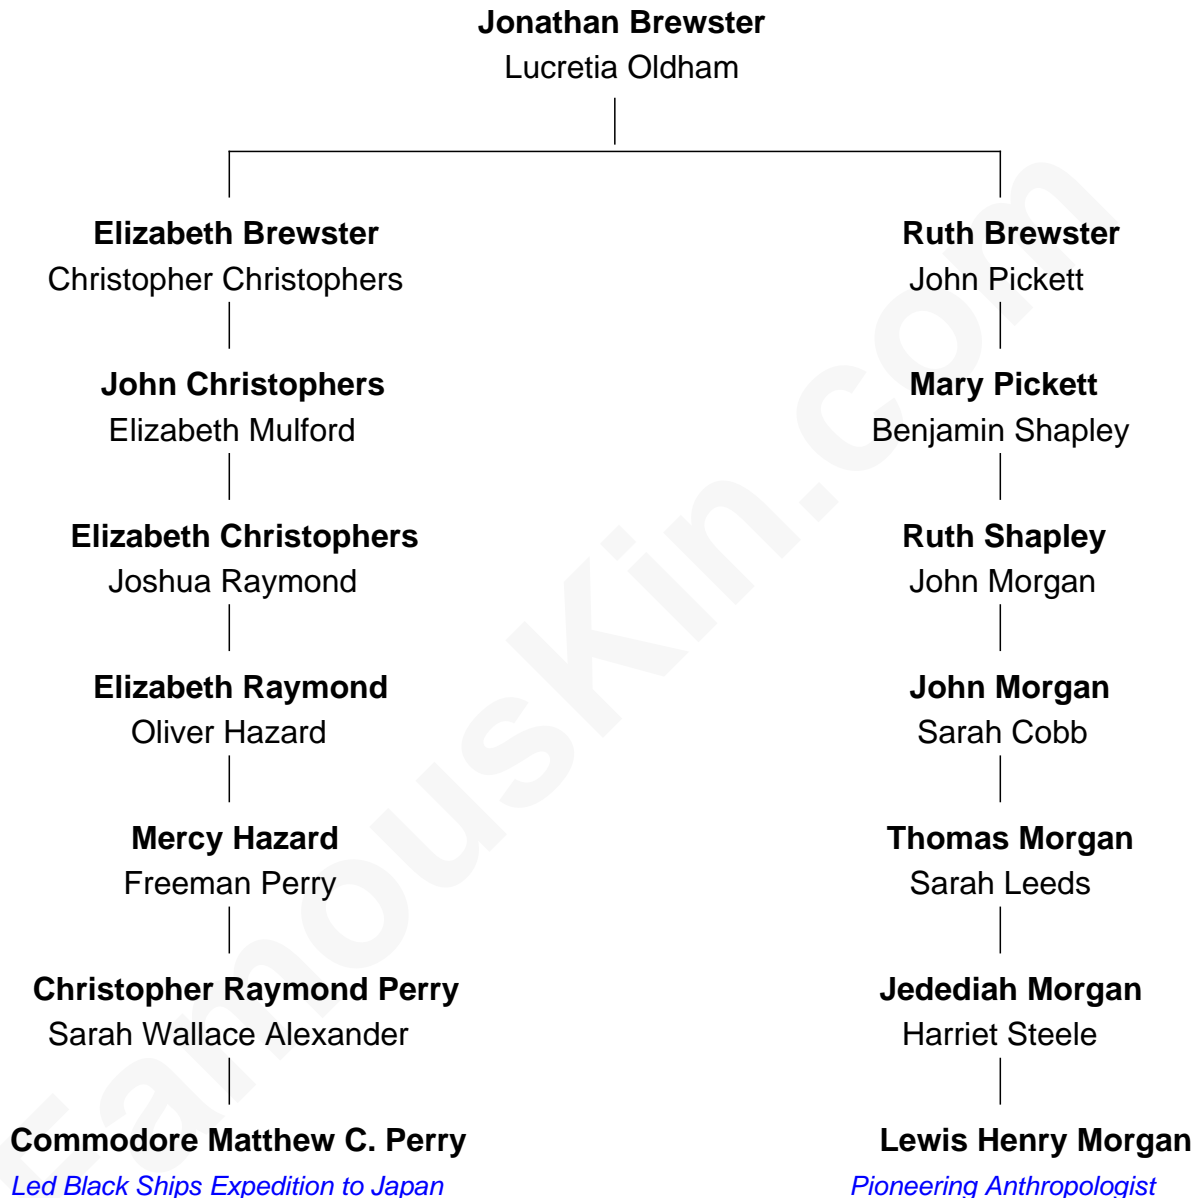 Jonathan Brewster
Lucretia Oldham
Elizabeth Brewster
Christopher Christophers
Ruth Brewster
John Pickett
John Christophers
Elizabeth Mulford
Mary Pickett
Benjamin Shapley
Elizabeth Christophers
Joshua Raymond
Ruth Shapley
John Morgan
Elizabeth Raymond
Oliver Hazard
John Morgan
Sarah Cobb
Mercy Hazard
Freeman Perry
Thomas Morgan
Sarah Leeds
Christopher Raymond Perry
Sarah Wallace Alexander
Jedediah Morgan
Harriet Steele
Commodore Matthew C. Perry
Led Black Ships Expedition to Japan
Lewis Henry Morgan
Pioneering Anthropologist
FamousKin.com